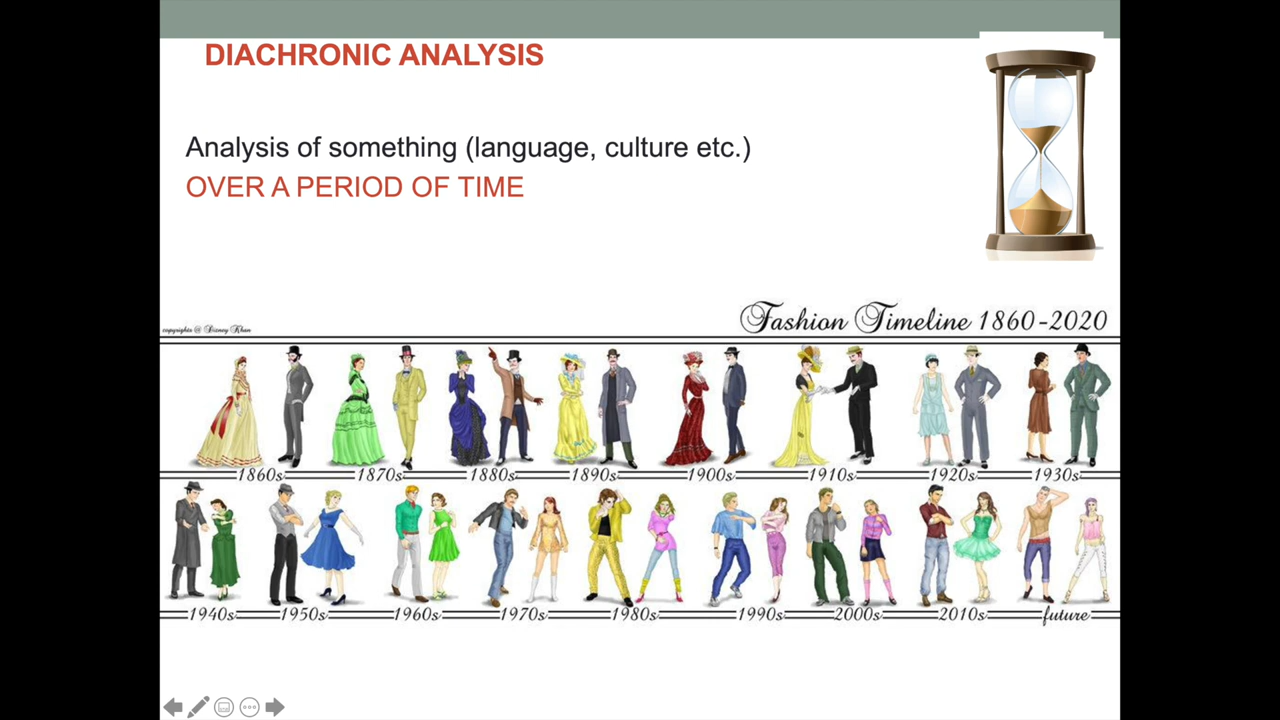 DIACHRONIC ANALYSIS
Analysis of something (language, culture etc.)
OVER A PERIOD OF TIME
copyrights @ Disney Khan
Fashion Timeline 1860-2020
1860s 1870s 1880s 1890s 1900s 1910s 1920s 1930s
1940s 1950s 1960s 1970s 1980s 1990s 2000s 2010s future